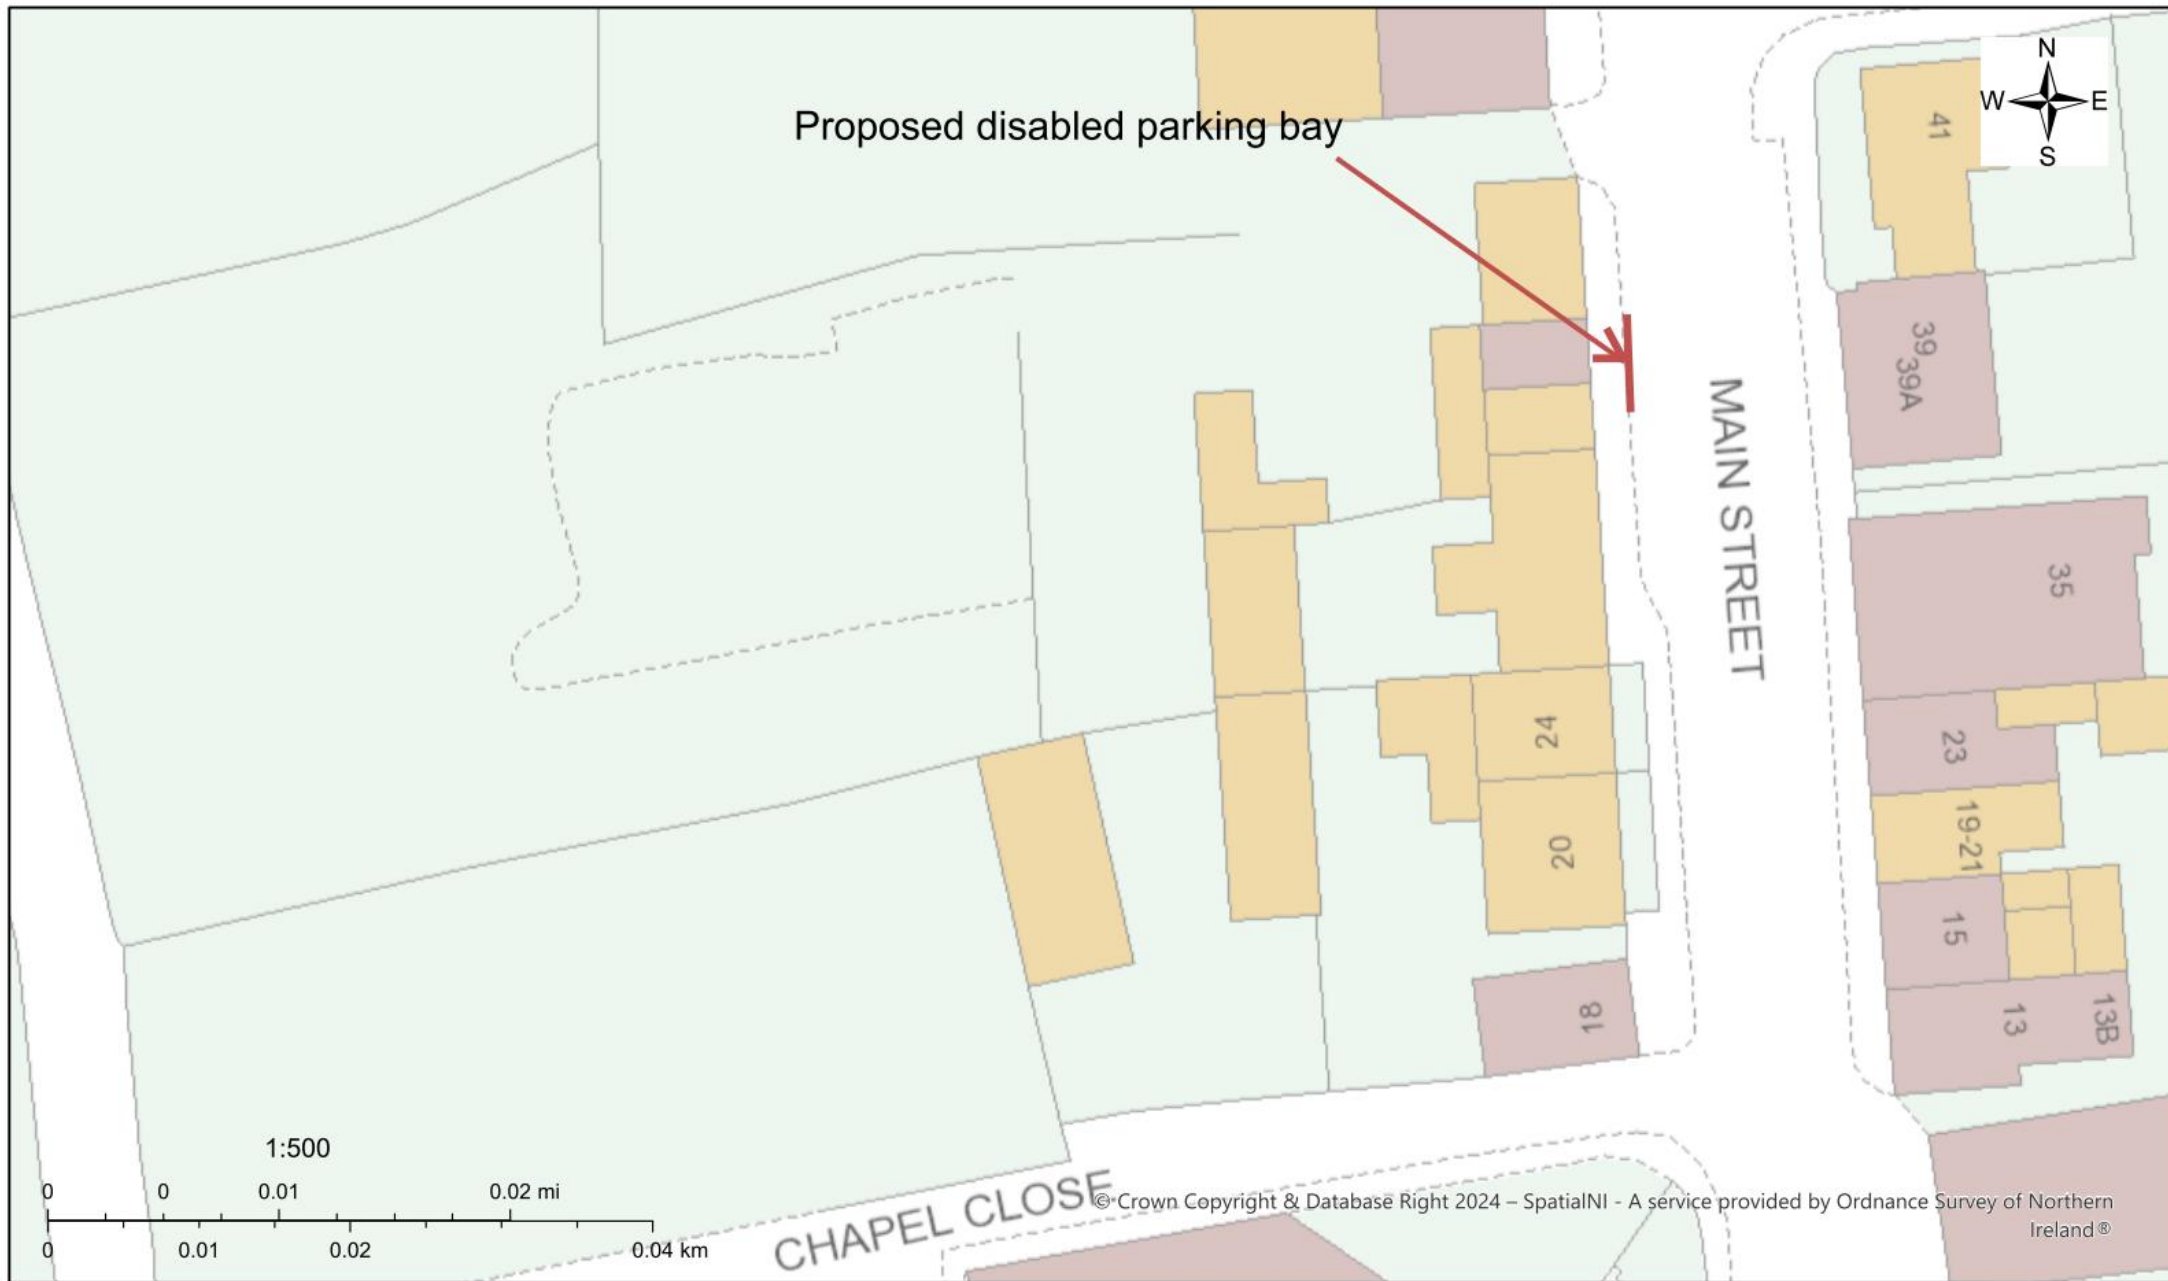 N
W E
S
41
Proposed disabled parking bay
39
39A
MAIN STREET
35
24
23
19-21
20
15
18
13
13B
1:500
0 0 0.01 0.02 mi
0 0.01 0.02 0.04 km
CHAPEL CLOSE
© Crown Copyright & Database Right 2024 – SpatialNI - A service provided by Ordnance Survey of Northern
Ireland®